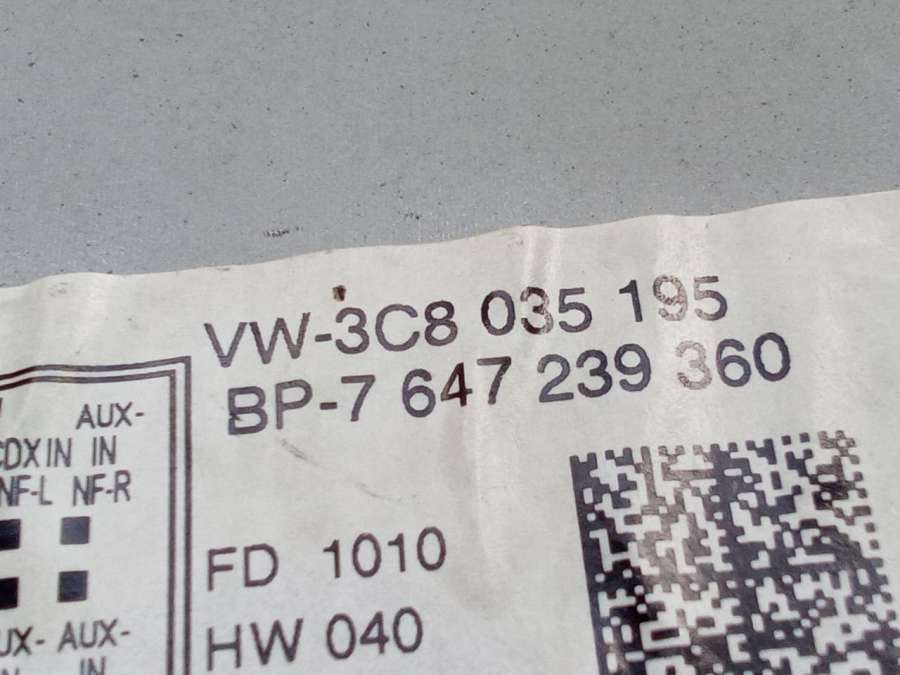 VW-3C8 035 195
BP-7 647 239 360
AUX-
CDXIN IN
NF-L NF-R
FD 1010
HW 040
AUX-
IN